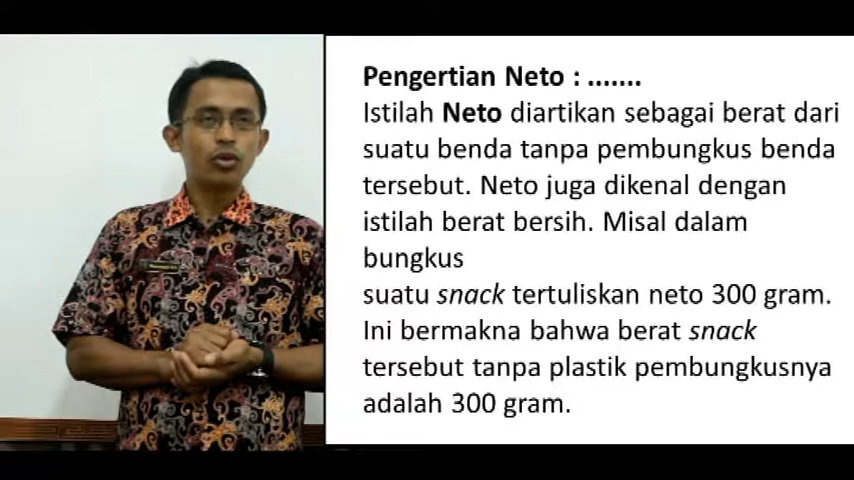 Pengertian Neto : .......
Istilah Neto diartikan sebagai berat dari
suatu benda tanpa pembungkus benda
tersebut. Neto juga dikenal dengan
istilah berat bersih. Misal dalam
bungkus
suatu snack tertuliskan neto 300 gram.
Ini bermakna bahwa berat snack
tersebut tanpa plastik pembungkusnya
adalah 300 gram.